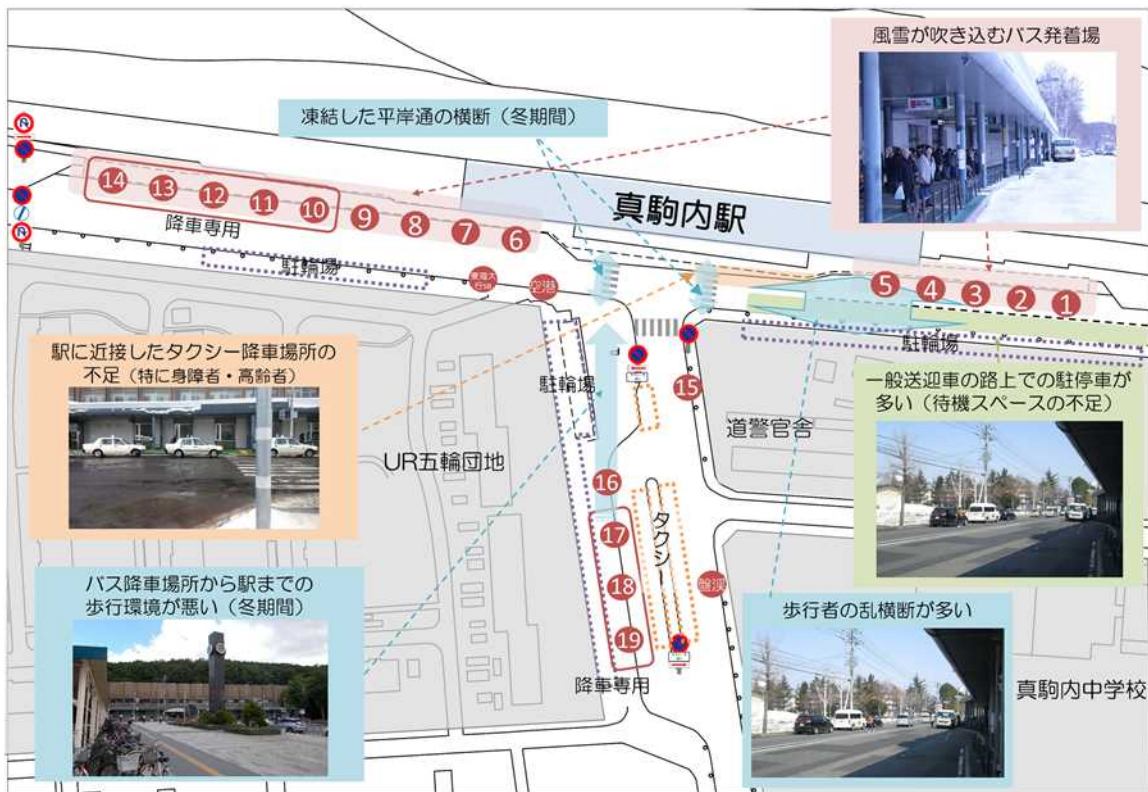 風雪が吹き込むバス発着場
凍結した平岸通の横断（冬期間）
真駒内駅
14
13
12
11
10
9
8
7
6
降車専用
駐輪場
空港
5
4
3
2
1
駐輪場
駅に近接したタクシー降車場所の
不足（特に身障者・高齢者）
駐輪場
15
道警官舎
一般送迎車の路上での駐停車が
多い（待機スペースの不足）
UR五輪団地
16
17
18
19
タクシー
盤渓
降車専用
バス降車場所から駅までの
歩行環境が悪い（冬期間）
歩行者の乱横断が多い
真駒内中学校